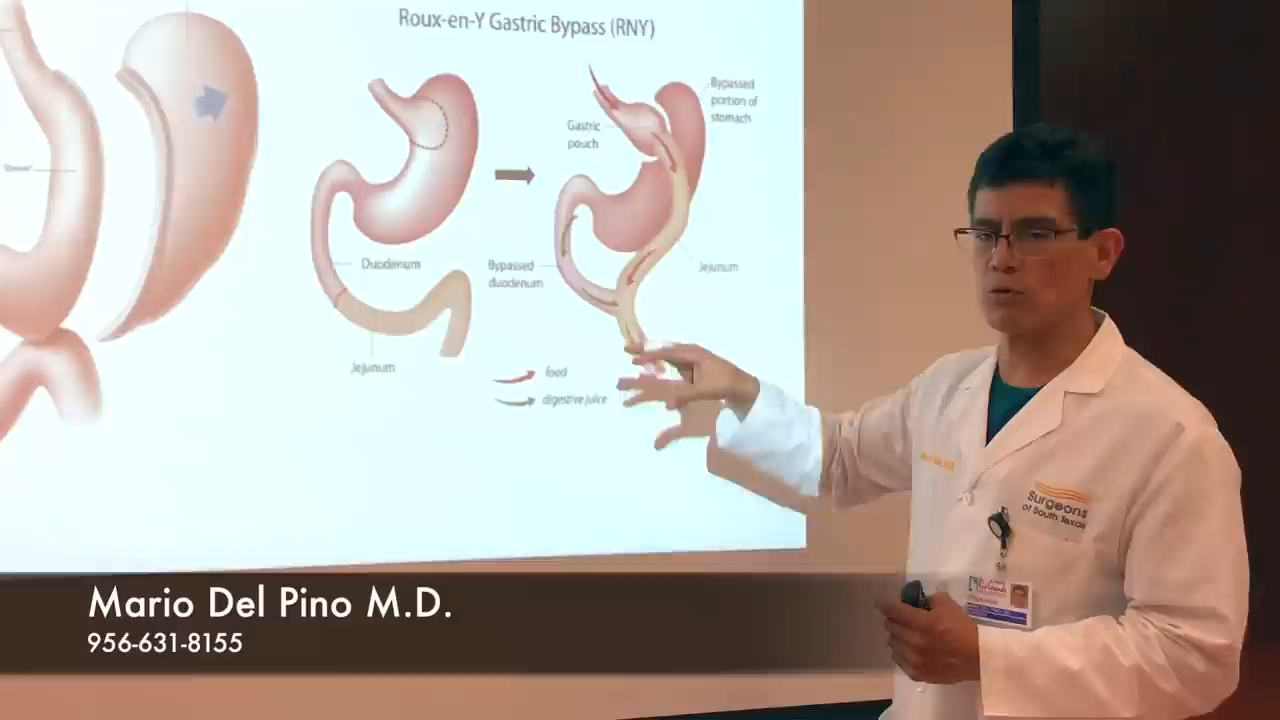 Roux-en-Y Gastric Bypass (RNY)
Bypassed
portion of
stomach
Gastric
pouch
Duodenum
Bypassed
duodenum
Jejunum
Jejunum
food
digestive juice
Surgeons
of South Texas
Mario Del Pino M.D.
956-631-8155